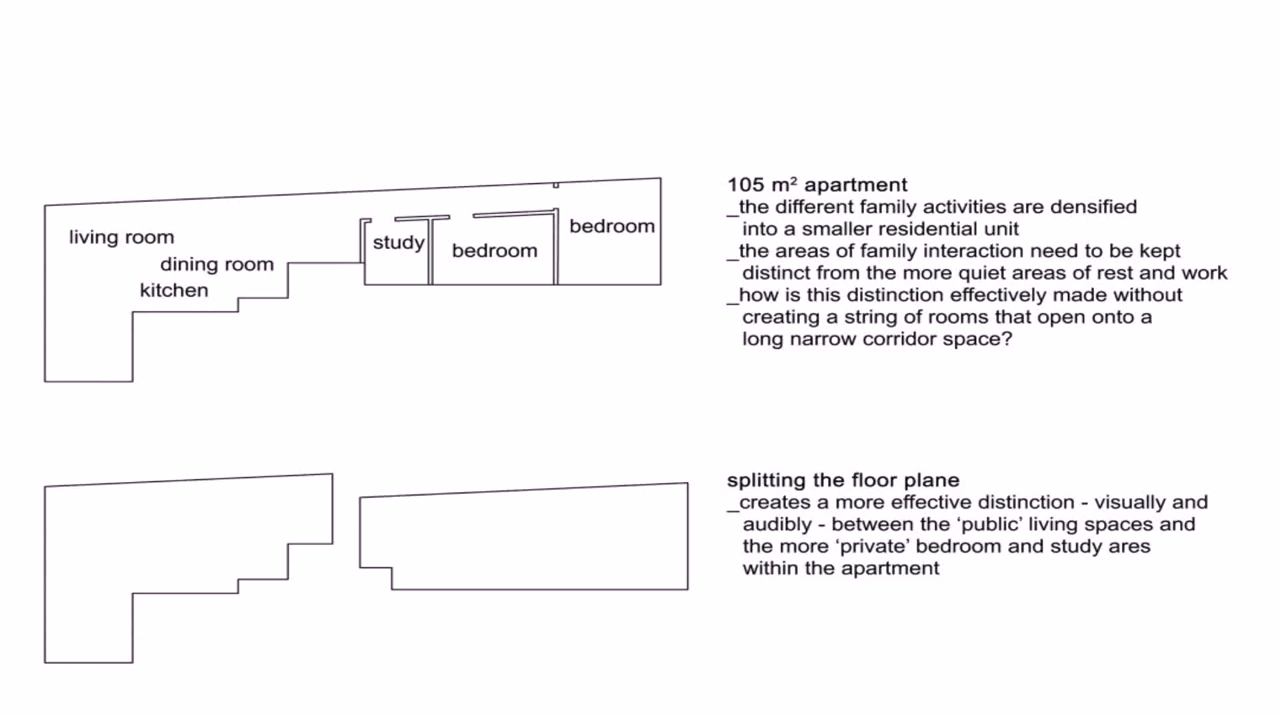 living room
dining room
kitchen
study
bedroom
bedroom
105 m² apartment
_the different family activities are densified
into a smaller residential unit
_the areas of family interaction need to be kept
distinct from the more quiet areas of rest and work
_how is this distinction effectively made without
creating a string of rooms that open onto a
long narrow corridor space?
splitting the floor plane
_creates a more effective distinction - visually and
audibly - between the ‘public’ living spaces and
the more ‘private’ bedroom and study ares
within the apartment